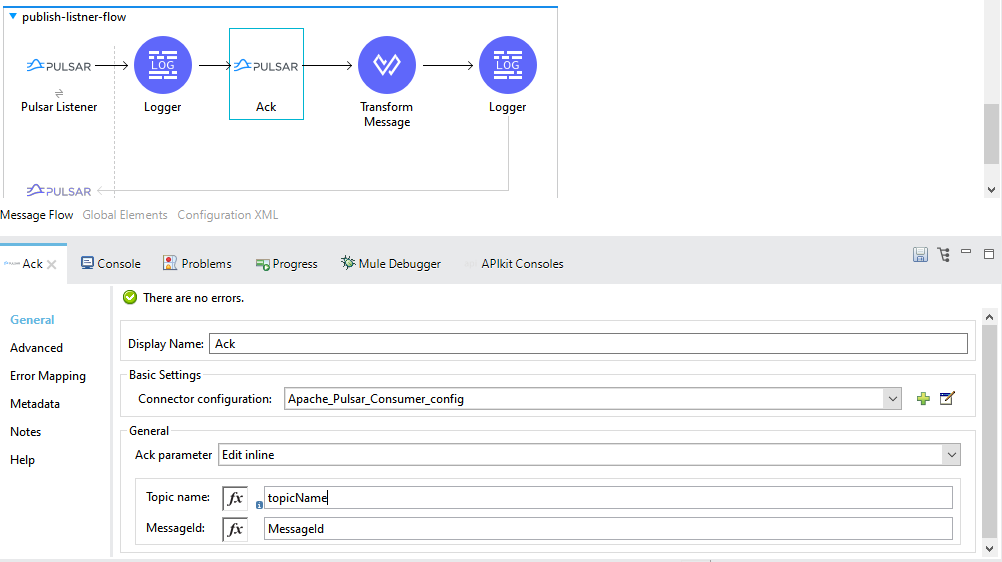 publish-listner-flow
PULSAR
LOG
PULSAR
LOG
Pulsar Listener
Logger
Ack
Transform
Message
Logger
PULSAR
Message Flow Global Elements Configuration XML
Ack Console Problems Progress Mule Debugger APIkit Consoles
There are no errors.
General
Advanced
Error Mapping
Metadata
Notes
Help
Display Name: Ack
Basic Settings
Connector configuration: Apache_Pulsar_Consumer_config
General
Ack parameter Edit inline
Topic name: fx topicName
MessageId: fx MessageId